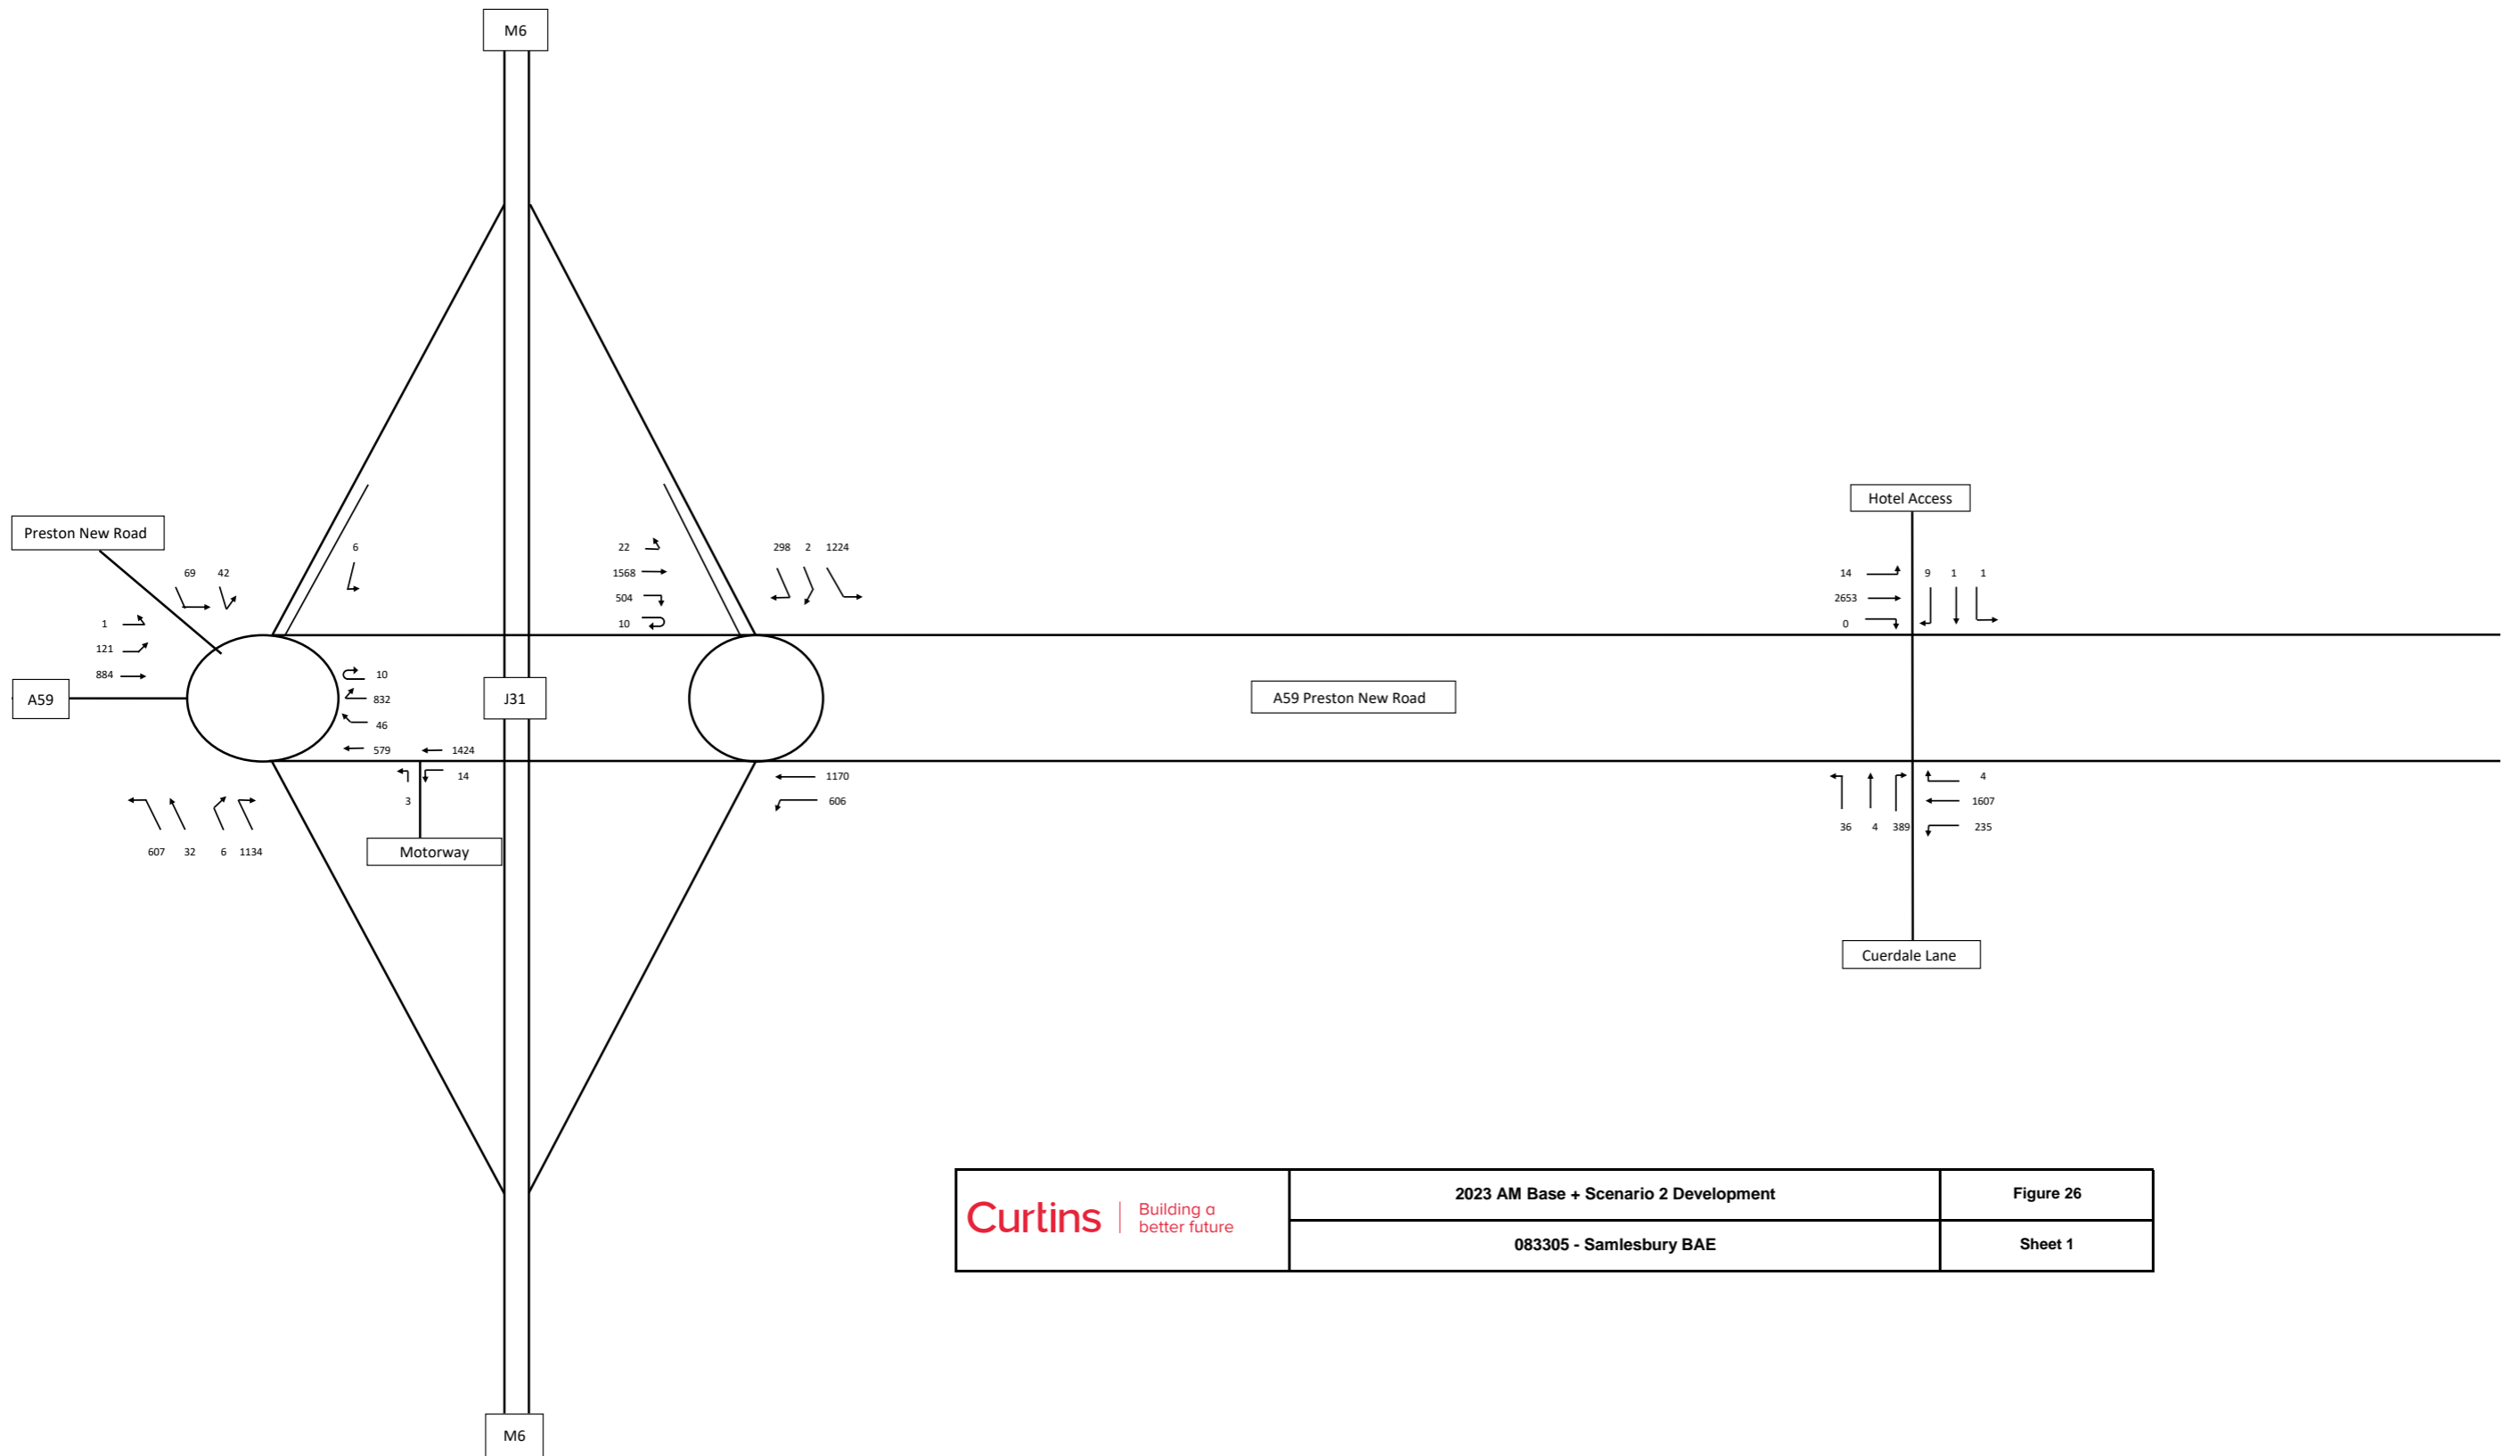 M6
Hotel Access
Preston New Road
6
22
298 2 1224
69 42
1568
14
9 1 1
504
2653
1
10
0
121
884
10
A59
832
J31
A59 Preston New Road
46
579
1424
14
1170
4
3
606
1607
36 4 389
235
607 32 6 1134
Motorway
Cuerdale Lane
Curtins
Building a
better future
2023 AM Base + Scenario 2 Development
Figure 26
083305 - Samlesbury BAE
Sheet 1
M6